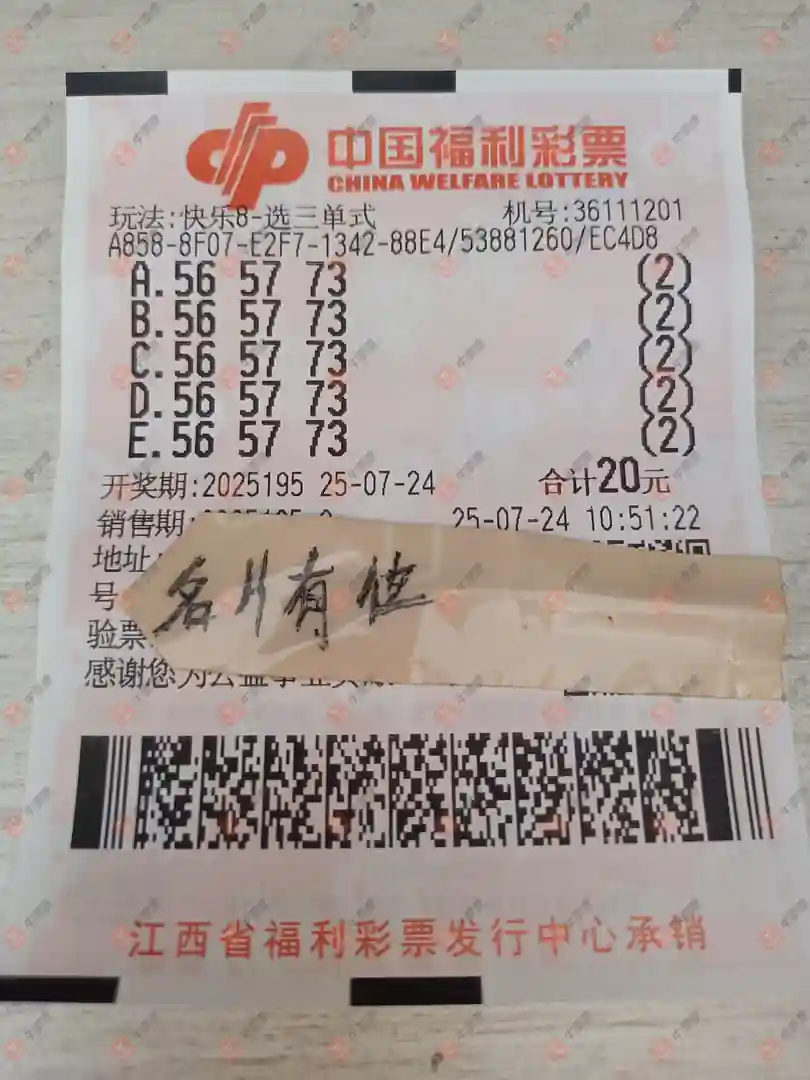 中国福利彩票
CHINA WELFARE LOTTERY
玩法:快乐8-选三单式 机号:36111201
A858-8F07-E2F7-1342-88E4/53881260/EC4D8
A.56 57 73 (2)
B.56 57 73 (2)
C.56 57 73 (2)
D.56 57 73 (2)
E.56 57 73 (2)
开奖期:2025195 25-07-24 合计20元
销售期: 25-07-24 10:51:22
地址:
号
名片有位
验票
感谢您为公益事业
江西省福利彩票发行中心承销